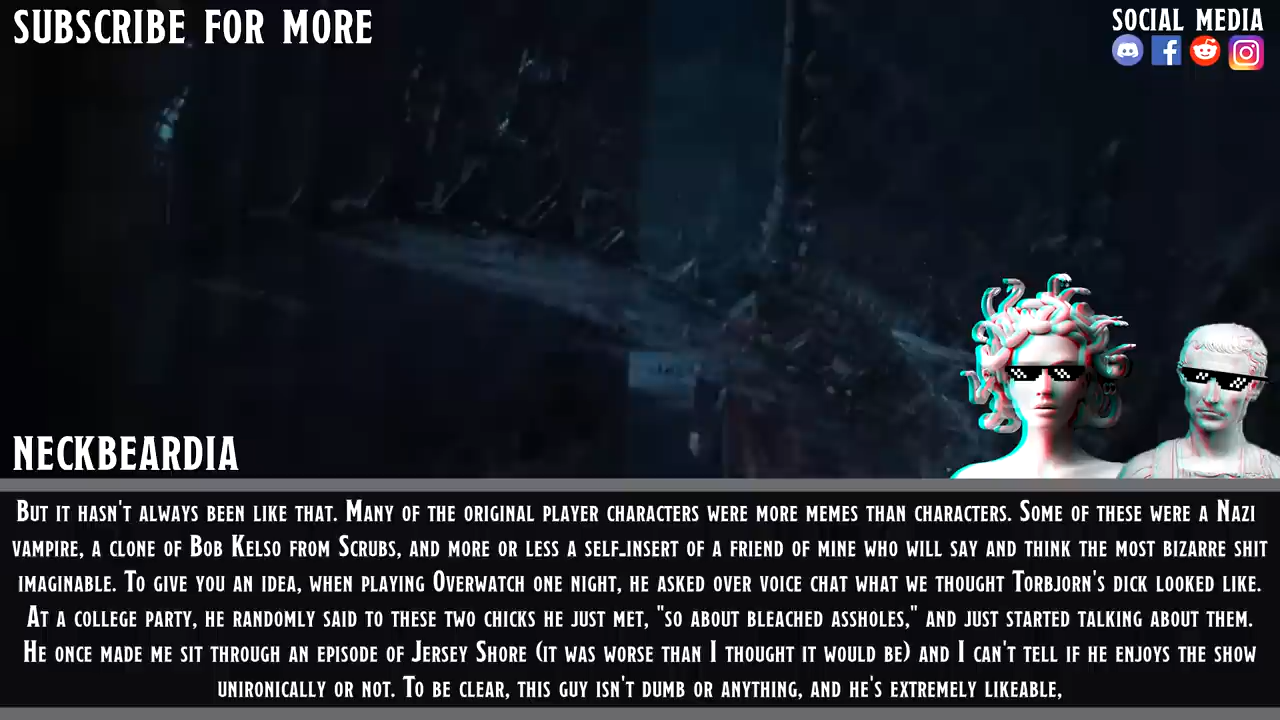 SUBSCRIBE FOR MORE
SOCIAL MEDIA
NECKBEARDIA
But it hasn't always been like that. Many of the original player characters were more memes than characters. Some of these were a Nazi
vampire, a clone of Bob Kelso from Scrubs, and more or less a self-insert of a friend of mine who will say and think the most bizarre shit
imaginable. To give you an idea, when playing Overwatch one night, he asked over voice chat what we thought Torbjorn's dick looked like.
At a college party, he randomly said to these two chicks he just met, "so about bleached assholes," and just started talking about them.
He once made me sit through an episode of Jersey Shore (it was worse than I thought it would be) and I can't tell if he enjoys the show
unironically or not. To be clear, this guy isn't dumb or anything, and he's extremely likeable,